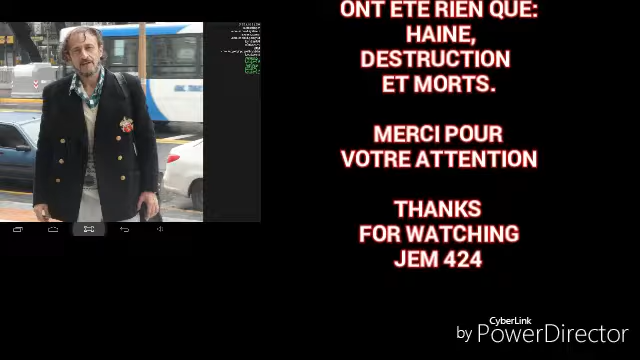 ONT ETE RIEN QUE:
HAINE,
DESTRUCTION
ET MORTS.
MERCI POUR
VOTRE ATTENTION
THANKS
FOR WATCHING
JEM 424
CyberLink
by PowerDirector